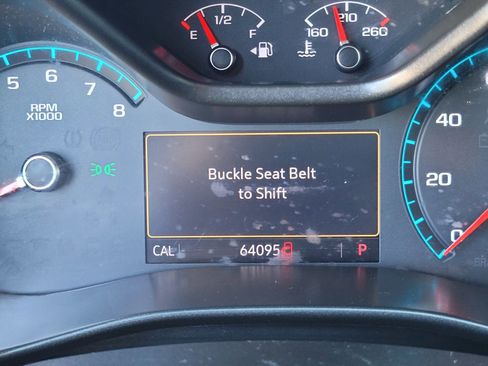 1/2
E F
160 210 260
5 6 7 8
RPM
X1000
Buckle Seat Belt
to Shift
40
20
0
CAL 64095 P